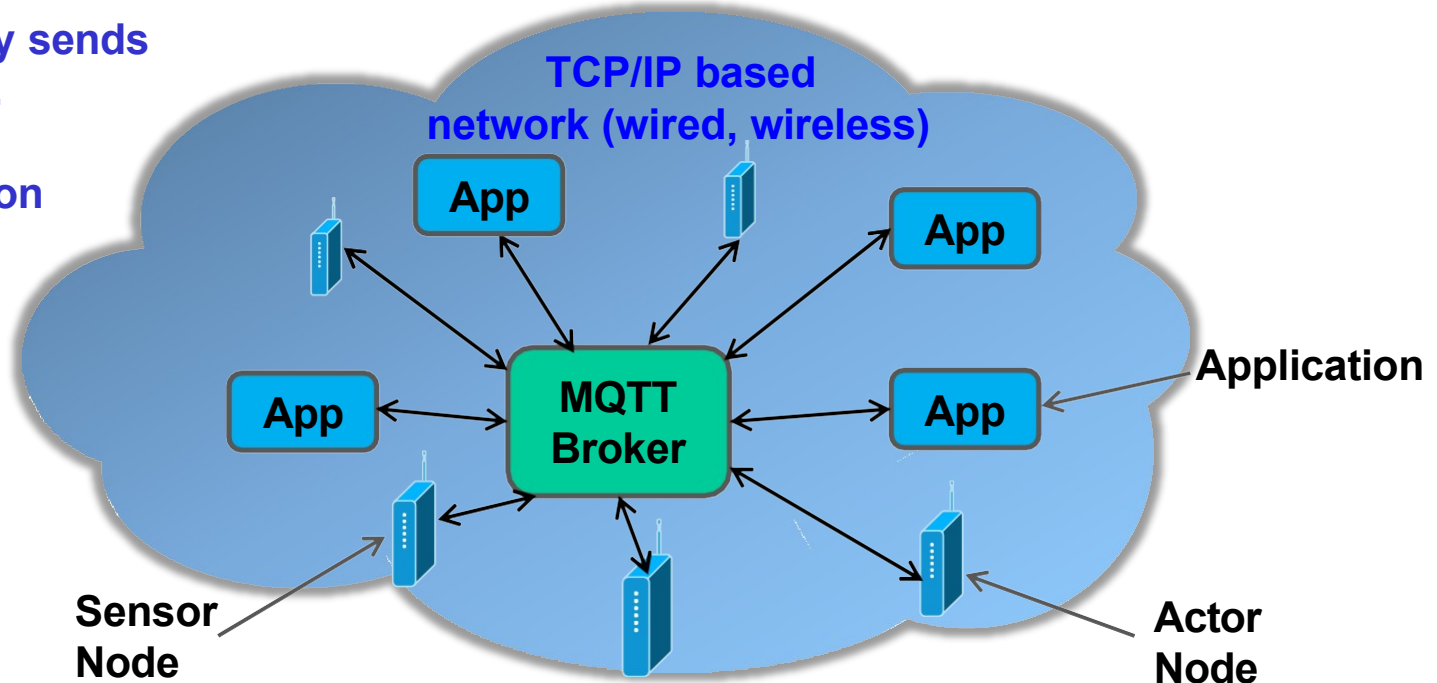 y sends
on
TCP/IP based
network (wired, wireless)
App
App
App
App
MQTT
Broker
Application
Sensor
Node
Actor
Node